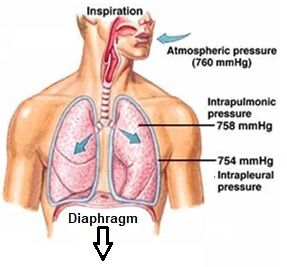 Inspiration
Atmospheric pressure
(760 mmHg)
Intrapulmonic
pressure
758 mmHg
754 mmHg
Intrapleural
pressure
Diaphragm